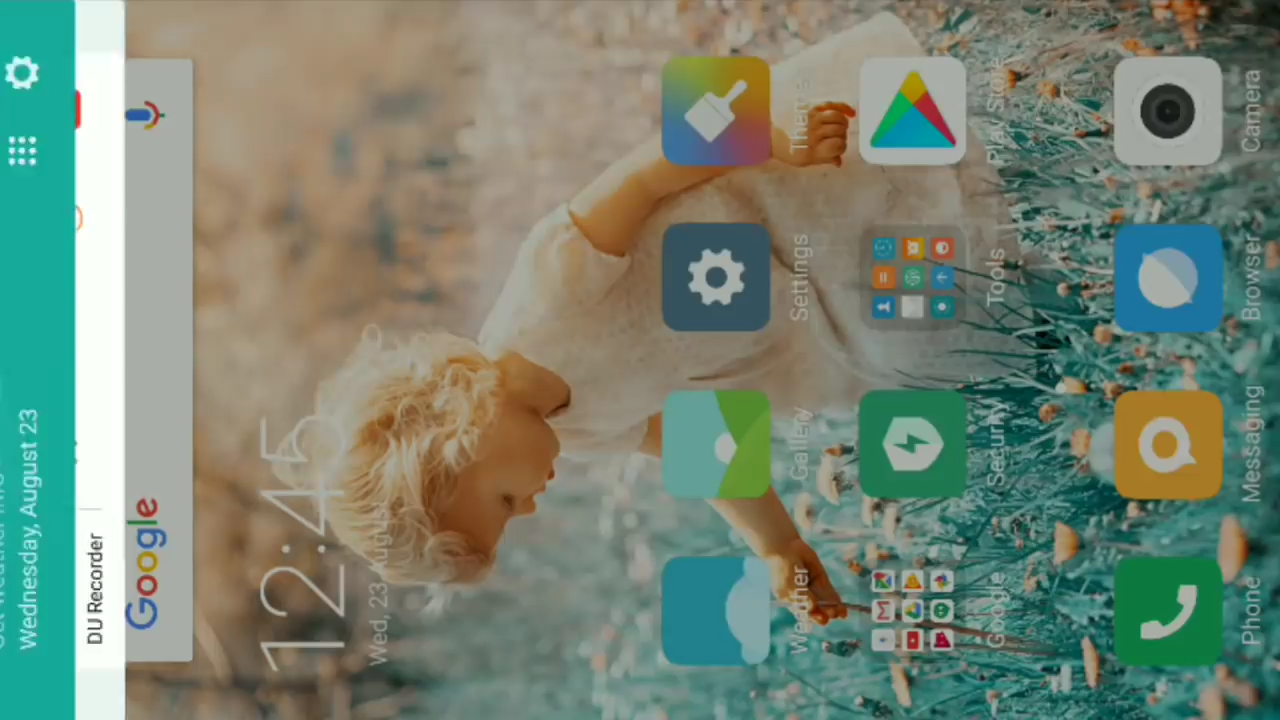 Wednesday, August 23
DU Recorder
Google
12:45
Wed, 23 August
Weather
Gallery
Settings
Themes
Google
Security
Tools
Play Store
Phone
Messaging
Browser
Camera